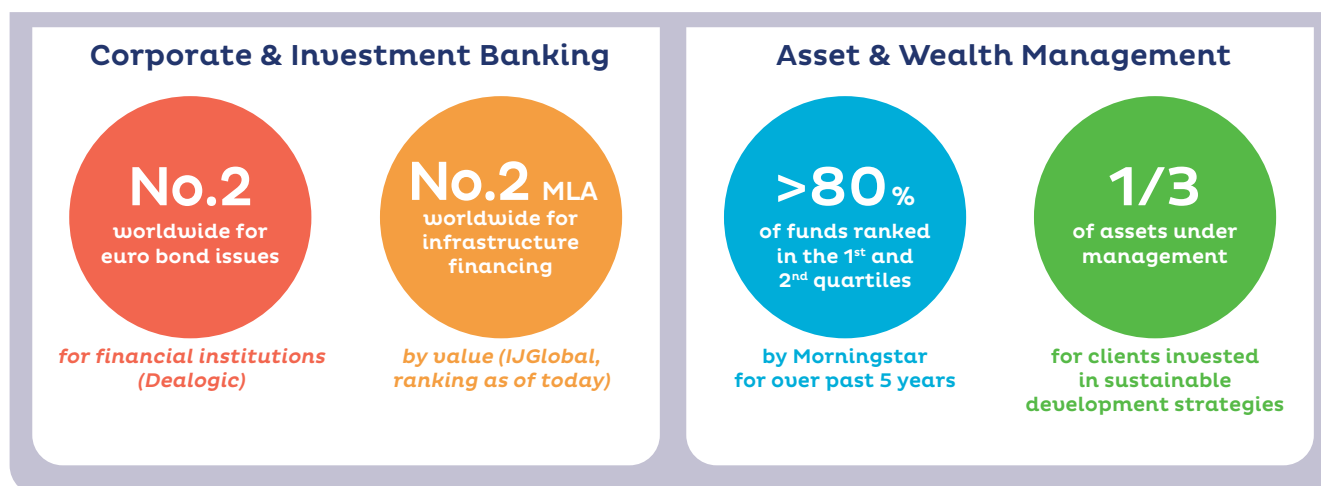 Corporate & Investment Banking
No.2
worldwide for
euro bond issues
for financial institutions
(Dealogic)
No.2 MLA
worldwide for
infrastructure
financing
by value (IJGlobal,
ranking as of today)
Asset & Wealth Management
>80 %
of funds ranked
in the 1st and
2nd quartiles
by Morningstar
for over past 5 years
1/3
of assets under
management
for clients invested
in sustainable
development strategies